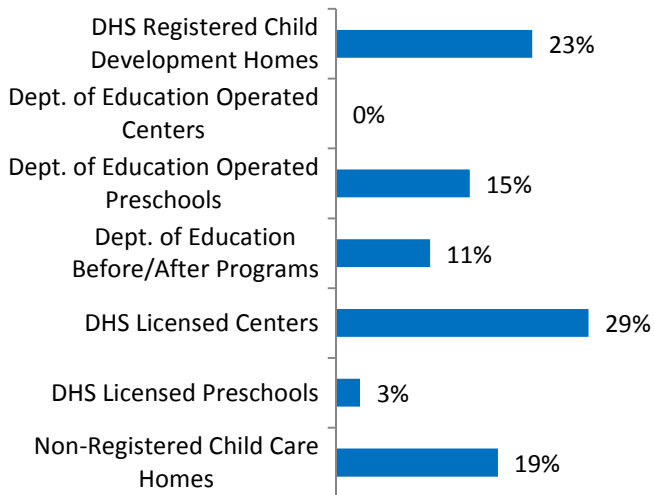 DHS Registered Child
Development Homes
23%
Dept. of Education Operated
Centers
0%
Dept. of Education Operated
Preschools
15%
Dept. of Education
Before/After Programs
11%
DHS Licensed Centers
29%
DHS Licensed Preschools
3%
Non-Registered Child Care
Homes
19%